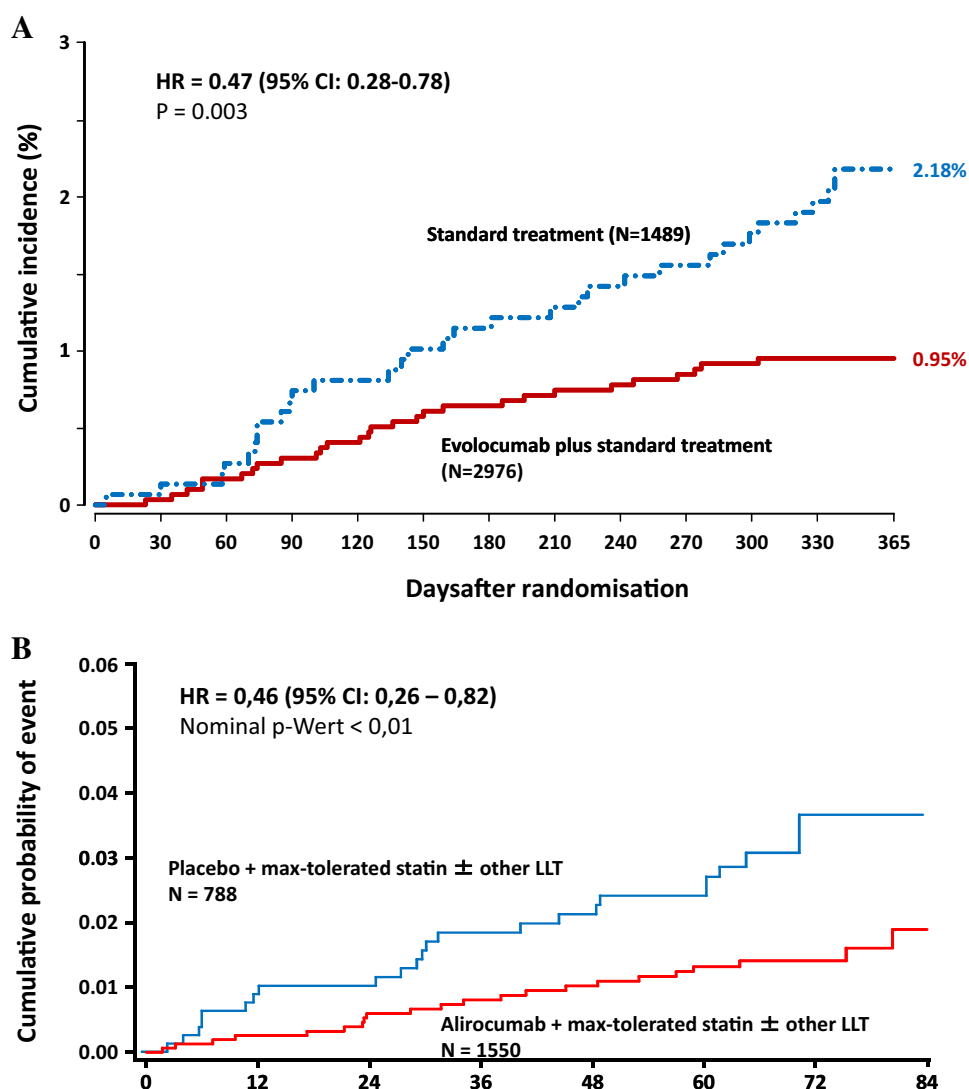 A
3
HR = 0.47 (95% CI: 0.28-0.78)
P = 0.003
2.18%
2
Standard treatment (N=1489)
Cumulative incidence (%)
1
0.95%
Evolocumab plus standard treatment
(N=2976)
0
0 30 60 90 120 150 180 210 240 270 300 330 365
Daysafter randomisation
B
0.06
HR = 0,46 (95% CI: 0,26 – 0,82)
Nominal p-Wert < 0,01
0.05
0.04
Cumulative probability of event
0.03
Placebo + max-tolerated statin ± other LLT
N = 788
0.02
0.01
Alirocumab + max-tolerated statin ± other LLT
N = 1550
0.00
0 12 24 36 48 60 72 84